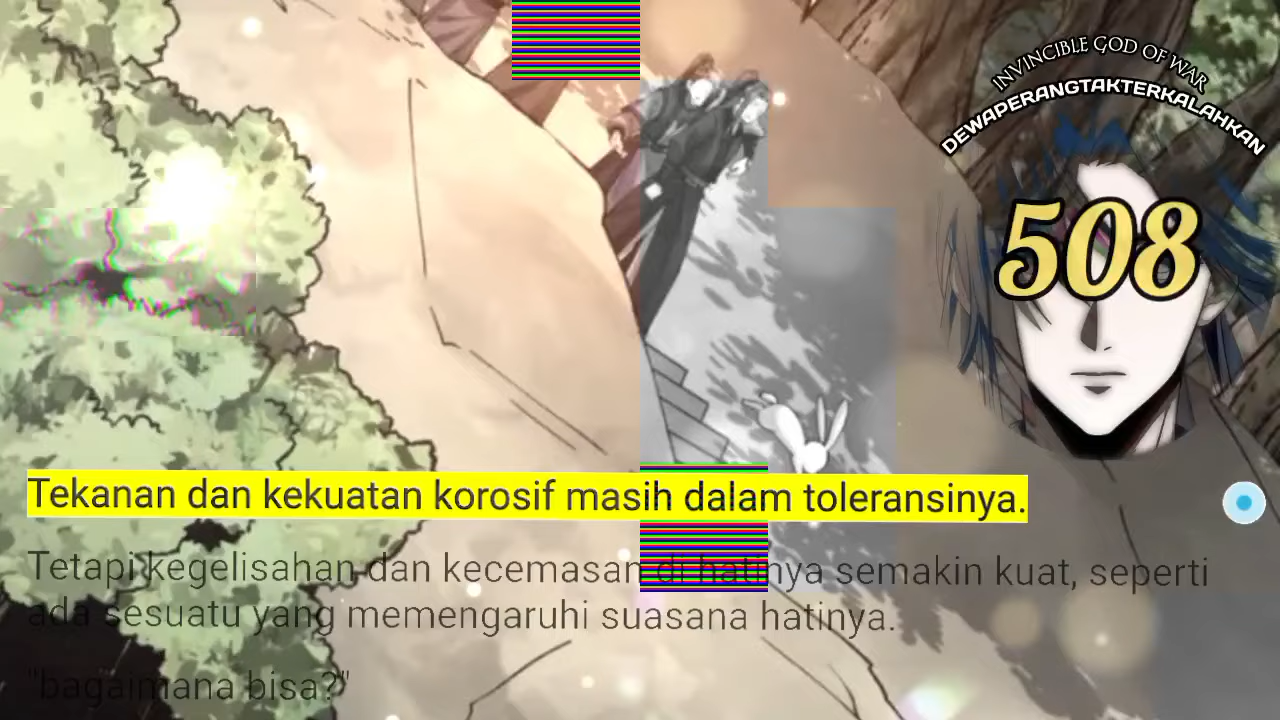 INVINCIBLE GOD OF WAR
DEWAPERANGTAKTERKALAHKAN
508
Tekanan dan kekuatan korosif masih dalam toleransinya.
Tetapi kegelisahan dan kecemasan di hatinya semakin kuat, seperti
ada sesuatu yang memengaruhi suasana hatinya.
"bagaimana bisa?"